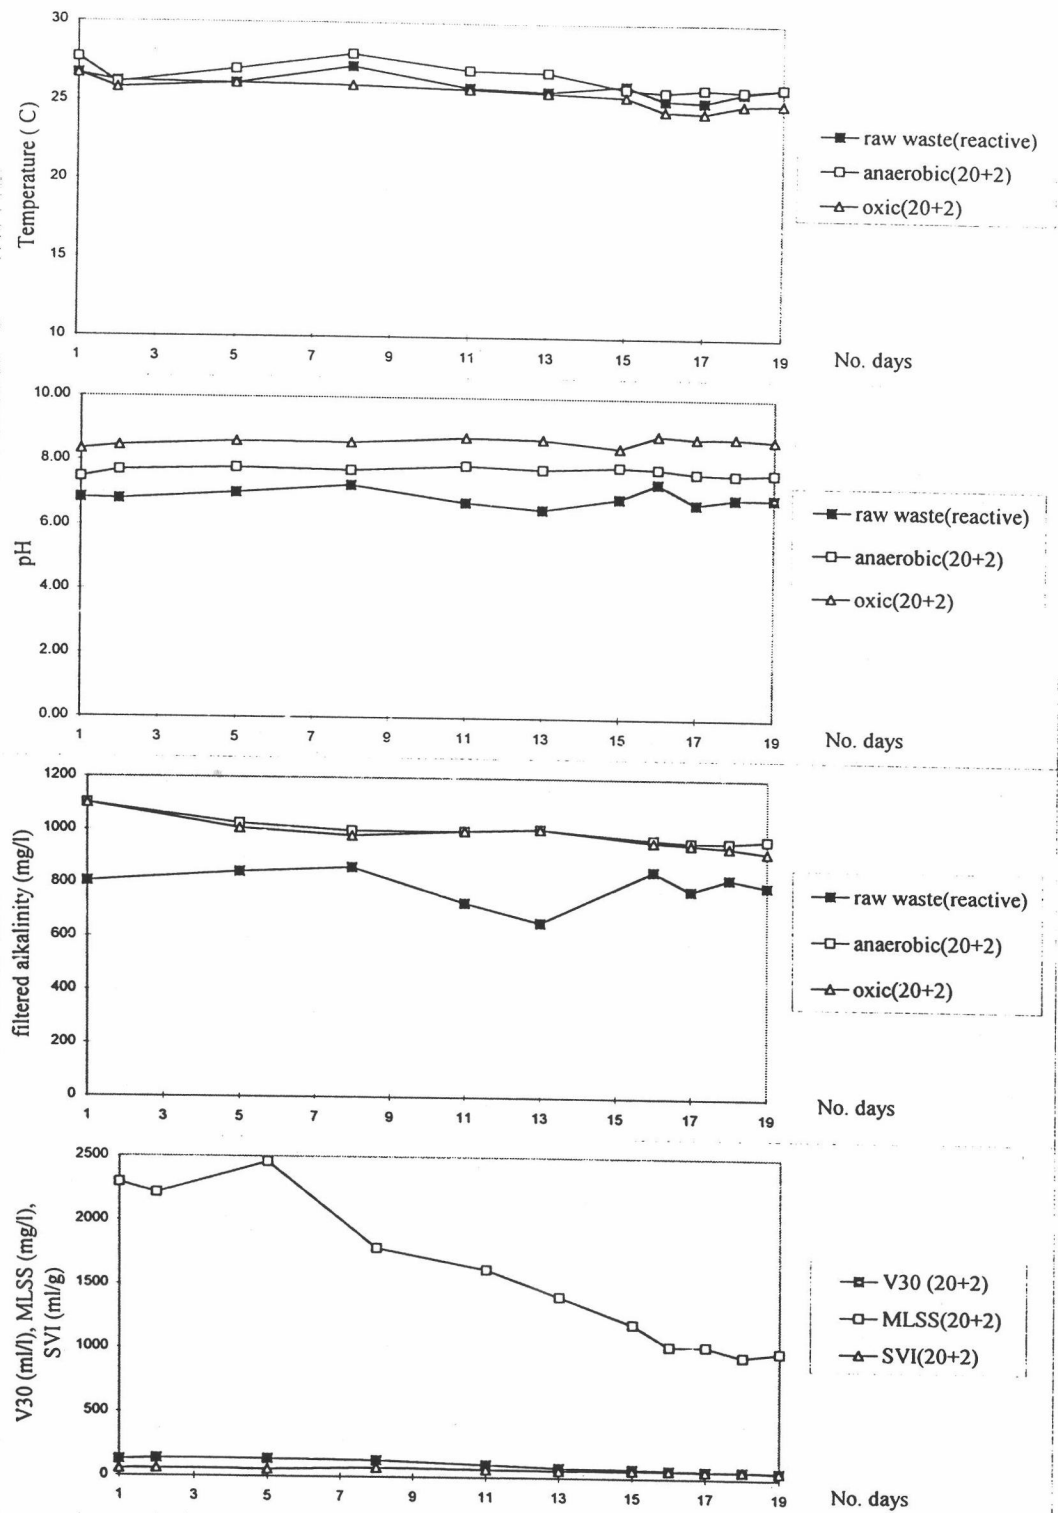 30
25
20
15
10
Temperature ( C)
1 3 5 7 9 11 13 15 17 19
No. days
raw waste(reactive)
anaerobic(20+2)
oxic(20+2)
10.00
8.00
6.00
4.00
2.00
0.00
pH
1 3 5 7 9 11 13 15 17 19
No. days
raw waste(reactive)
anaerobic(20+2)
oxic(20+2)
1200
1000
800
600
400
200
0
filtered alkalinity (mg/l)
1 3 5 7 9 11 13 15 17 19
No. days
raw waste(reactive)
anaerobic(20+2)
oxic(20+2)
2500
2000
1500
1000
500
0
V30 (ml/l), MLSS (mg/l),
SVI (ml/g)
1 3 5 7 9 11 13 15 17 19
No. days
V30 (20+2)
MLSS(20+2)
SVI(20+2)